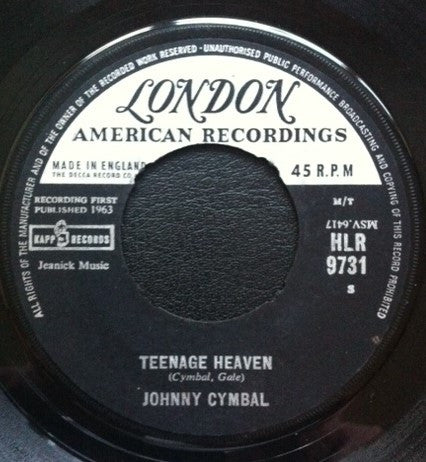 ALL RIGHTS OF THE MANUFACTURER AND OF THE OWNER OF THE RECORDED WORK RESERVED · UNAUTHORISED PUBLIC PERFORMANCE BROADCASTING AND COPYING OF THIS RECORD PROHIBITED
LONDON
AMERICAN RECORDINGS
MADE IN ENGLAND
THE DECCA RECORD CO
45 R.P.M
RECORDING FIRST
PUBLISHED 1963
M/T
MSV.6417
KAPP RECORDS
HLR
9731
Jeanick Music
S
TEENAGE HEAVEN
(Cymbal, Gale)
JOHNNY CYMBAL